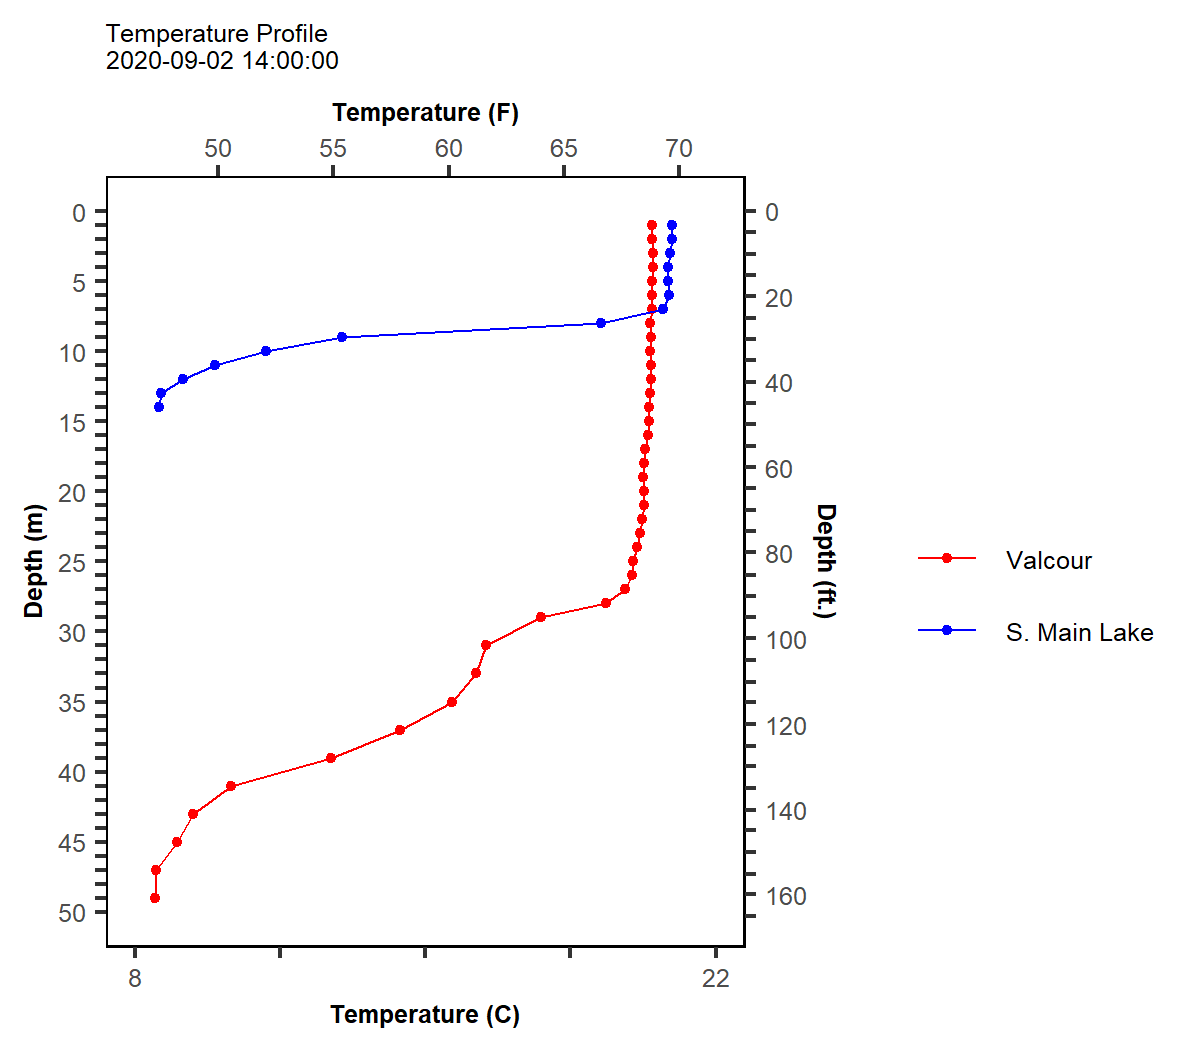 Temperature Profile
2020-09-02 14:00:00
Temperature (F)
50 55 60 65 70
0
5
10
15
20
25
30
35
40
45
50
Depth (m)
0
20
40
60
80
100
120
140
160
Depth (ft.)
Valcour
S. Main Lake
8 22
Temperature (C)